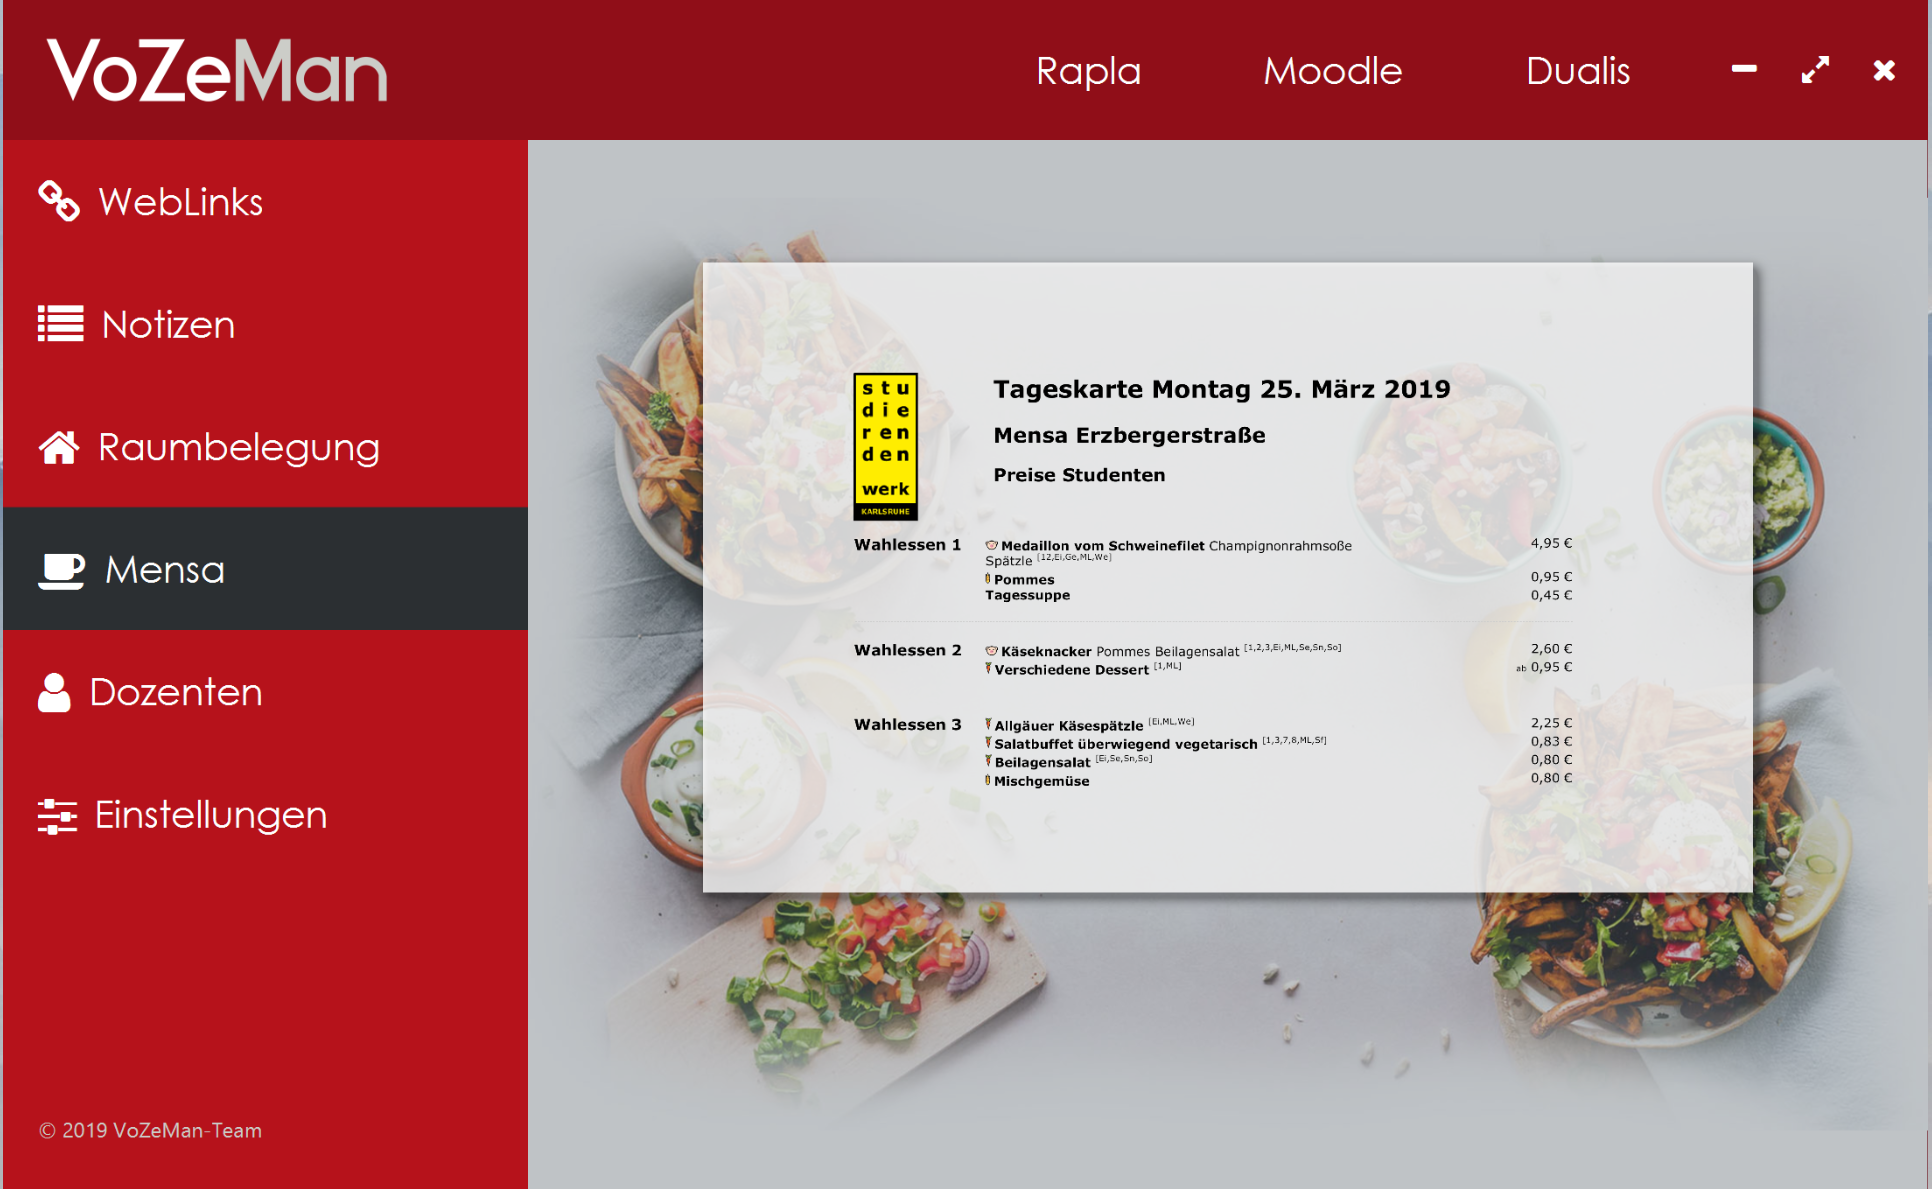 VoZeMan
Rapla
Moodle
Dualis
WebLinks
Notizen
Raumbelegung
Mensa
Dozenten
Einstellungen
© 2019 VoZeMan-Team
stu
die
ren
den
werk
KARLSRUHE
Tageskarte Montag 25. März 2019
Mensa Erzbergerstraße
Preise Studenten
Wahlessen 1 Medaillon vom Schweinefilet Champignonrahmsoße 4,95 €
Spätzle [12,Ei,Ge,ML,We]
Pommes 0,95 €
Tagessuppe 0,45 €
Wahlessen 2 Käseknacker Pommes Beilagensalat [1,2,3,Ei,ML,Se,Sn,So] 2,60 €
Verschiedene Dessert [1,ML] ab 0,95 €
Wahlessen 3 Allgäuer Käsespätzle [Ei,ML,We] 2,25 €
Salatbuffet überwiegend vegetarisch [1,3,7,8,ML,Sf] 0,83 €
Beilagensalat [Ei,Se,Sn,So] 0,80 €
Mischgemüse 0,80 €